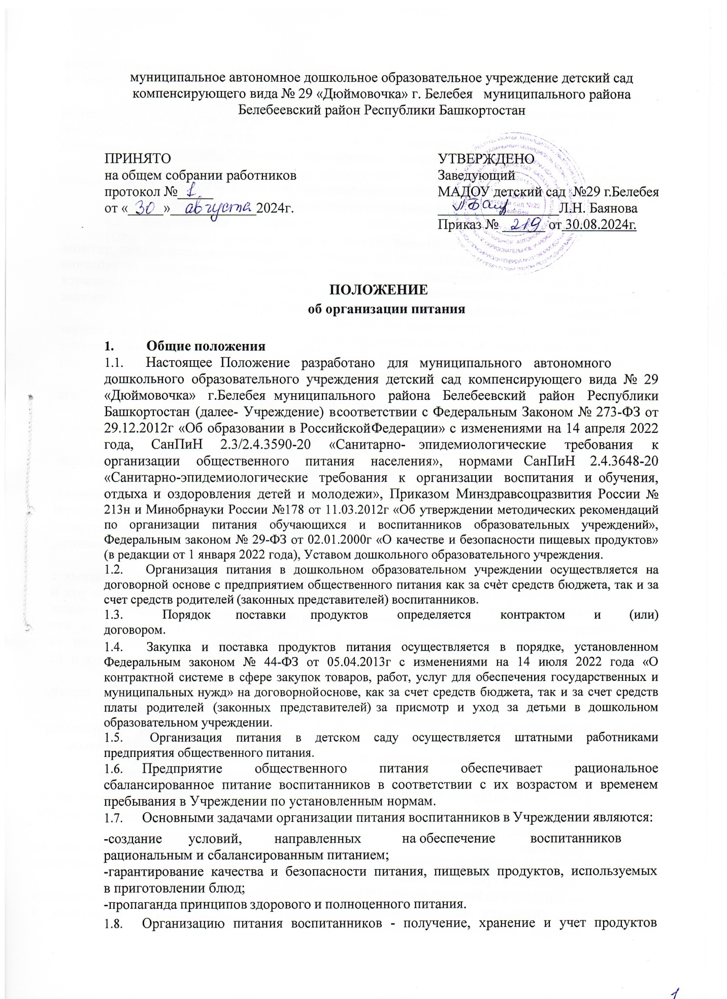 муниципальное автономное дошкольное образовательное учреждение детский сад
компенсирующего вида № 29 «Дюймовочка» г. Белебея муниципального района
Белебеевский район Республики Башкортостан
ПРИНЯТО
на общем собрании работников
протокол № 1
от « 30 » августа 2024г.
УТВЕРЖДЕНО
Заведующий
МАДОУ детский сад №29 г.Белебея
Л.Н. Баянова
Приказ № 219 от 30.08.2024г.
ПОЛОЖЕНИЕ
об организации питания
1. Общие положения
1.1. Настоящее Положение разработано для муниципального автономного
дошкольного образовательного учреждения детский сад компенсирующего вида № 29
«Дюймовочка» г.Белебея муниципального района Белебеевский район Республики
Башкортостан (далее- Учреждение) всоответствии с Федеральным Законом № 273-ФЗ от
29.12.2012г «Об образовании в РоссийскойФедерации» с изменениями на 14 апреля 2022
года, СанПиН 2.3/2.4.3590-20 «Санитарно- эпидемиологические требования к
организации общественного питания населения», нормами СанПиН 2.4.3648-20
«Санитарно-эпидемиологические требования к организации воспитания и обучения,
отдыха и оздоровления детей и молодежи», Приказом Минздравсоцразвития России №
213н и Минобрнауки России №178 от 11.03.2012г «Об утверждении методических рекомендаций
по организации питания обучающихся и воспитанников образовательных учреждений»,
Федеральным законом № 29-ФЗ от 02.01.2000г «О качестве и безопасности пищевых продуктов»
(в редакции от 1 января 2022 года), Уставом дошкольного образовательного учреждения.
1.2. Организация питания в дошкольном образовательном учреждении осуществляется на
договорной основе с предприятием общественного питания как за счѐт средств бюджета, так и за
счет средств родителей (законных представителей) воспитанников.
1.3. Порядок поставки продуктов определяется контрактом и (или)
договором.
1.4. Закупка и поставка продуктов питания осуществляется в порядке, установленном
Федеральным законом № 44-ФЗ от 05.04.2013г с изменениями на 14 июля 2022 года «О
контрактной системе в сфере закупок товаров, работ, услуг для обеспечения государственных и
муниципальных нужд» на договорнойоснове, как за счет средств бюджета, так и за счет средств
платы родителей (законных представителей) за присмотр и уход за детьми в дошкольном
образовательном учреждении.
1.5. Организация питания в детском саду осуществляется штатными работниками
предприятия общественного питания.
1.6. Предприятие общественного питания обеспечивает рациональное
сбалансированное питание воспитанников в соответствии с их возрастом и временем
пребывания в Учреждении по установленным нормам.
1.7. Основными задачами организации питания воспитанников в Учреждении являются:
-создание условий, направленных на обеспечение воспитанников
рациональным и сбалансированным питанием;
-гарантирование качества и безопасности питания, пищевых продуктов, используемых
в приготовлении блюд;
-пропаганда принципов здорового и полноценного питания.
1.8. Организацию питания воспитанников - получение, хранение и учет продуктов
1